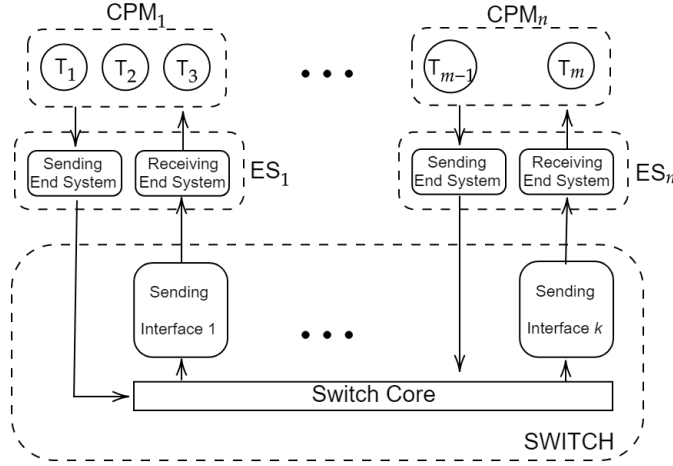 CPM₁
CPMₙ
T₁ T₂ T₃ • • • Tₘ₋₁ Tₘ
Sending
End System
Receiving
End System
ES₁
Sending
End System
Receiving
End System
ESₙ
Sending
Interface 1
• • •
Sending
Interface k
Switch Core
SWITCH